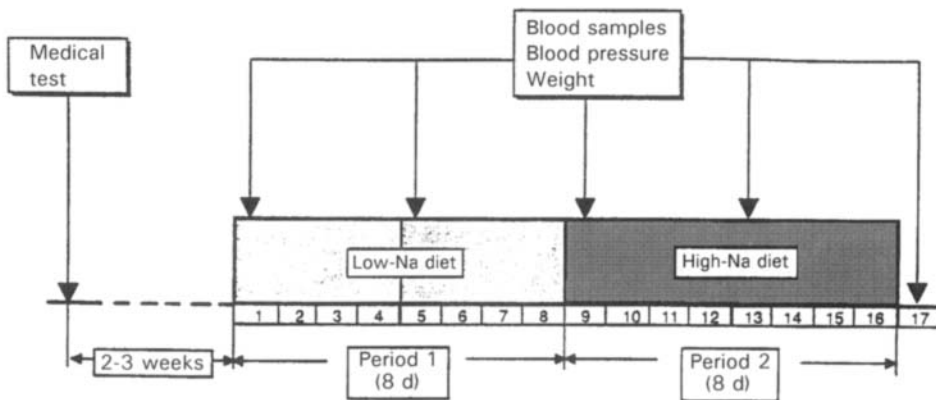 Medical
test
Blood samples
Blood pressure
Weight
Low-Na diet
High-Na diet
1 2 3 4 5 6 7 8 9 10 11 12 13 14 15 16 17
2-3 weeks
Period 1
(8 d)
Period 2
(8 d)